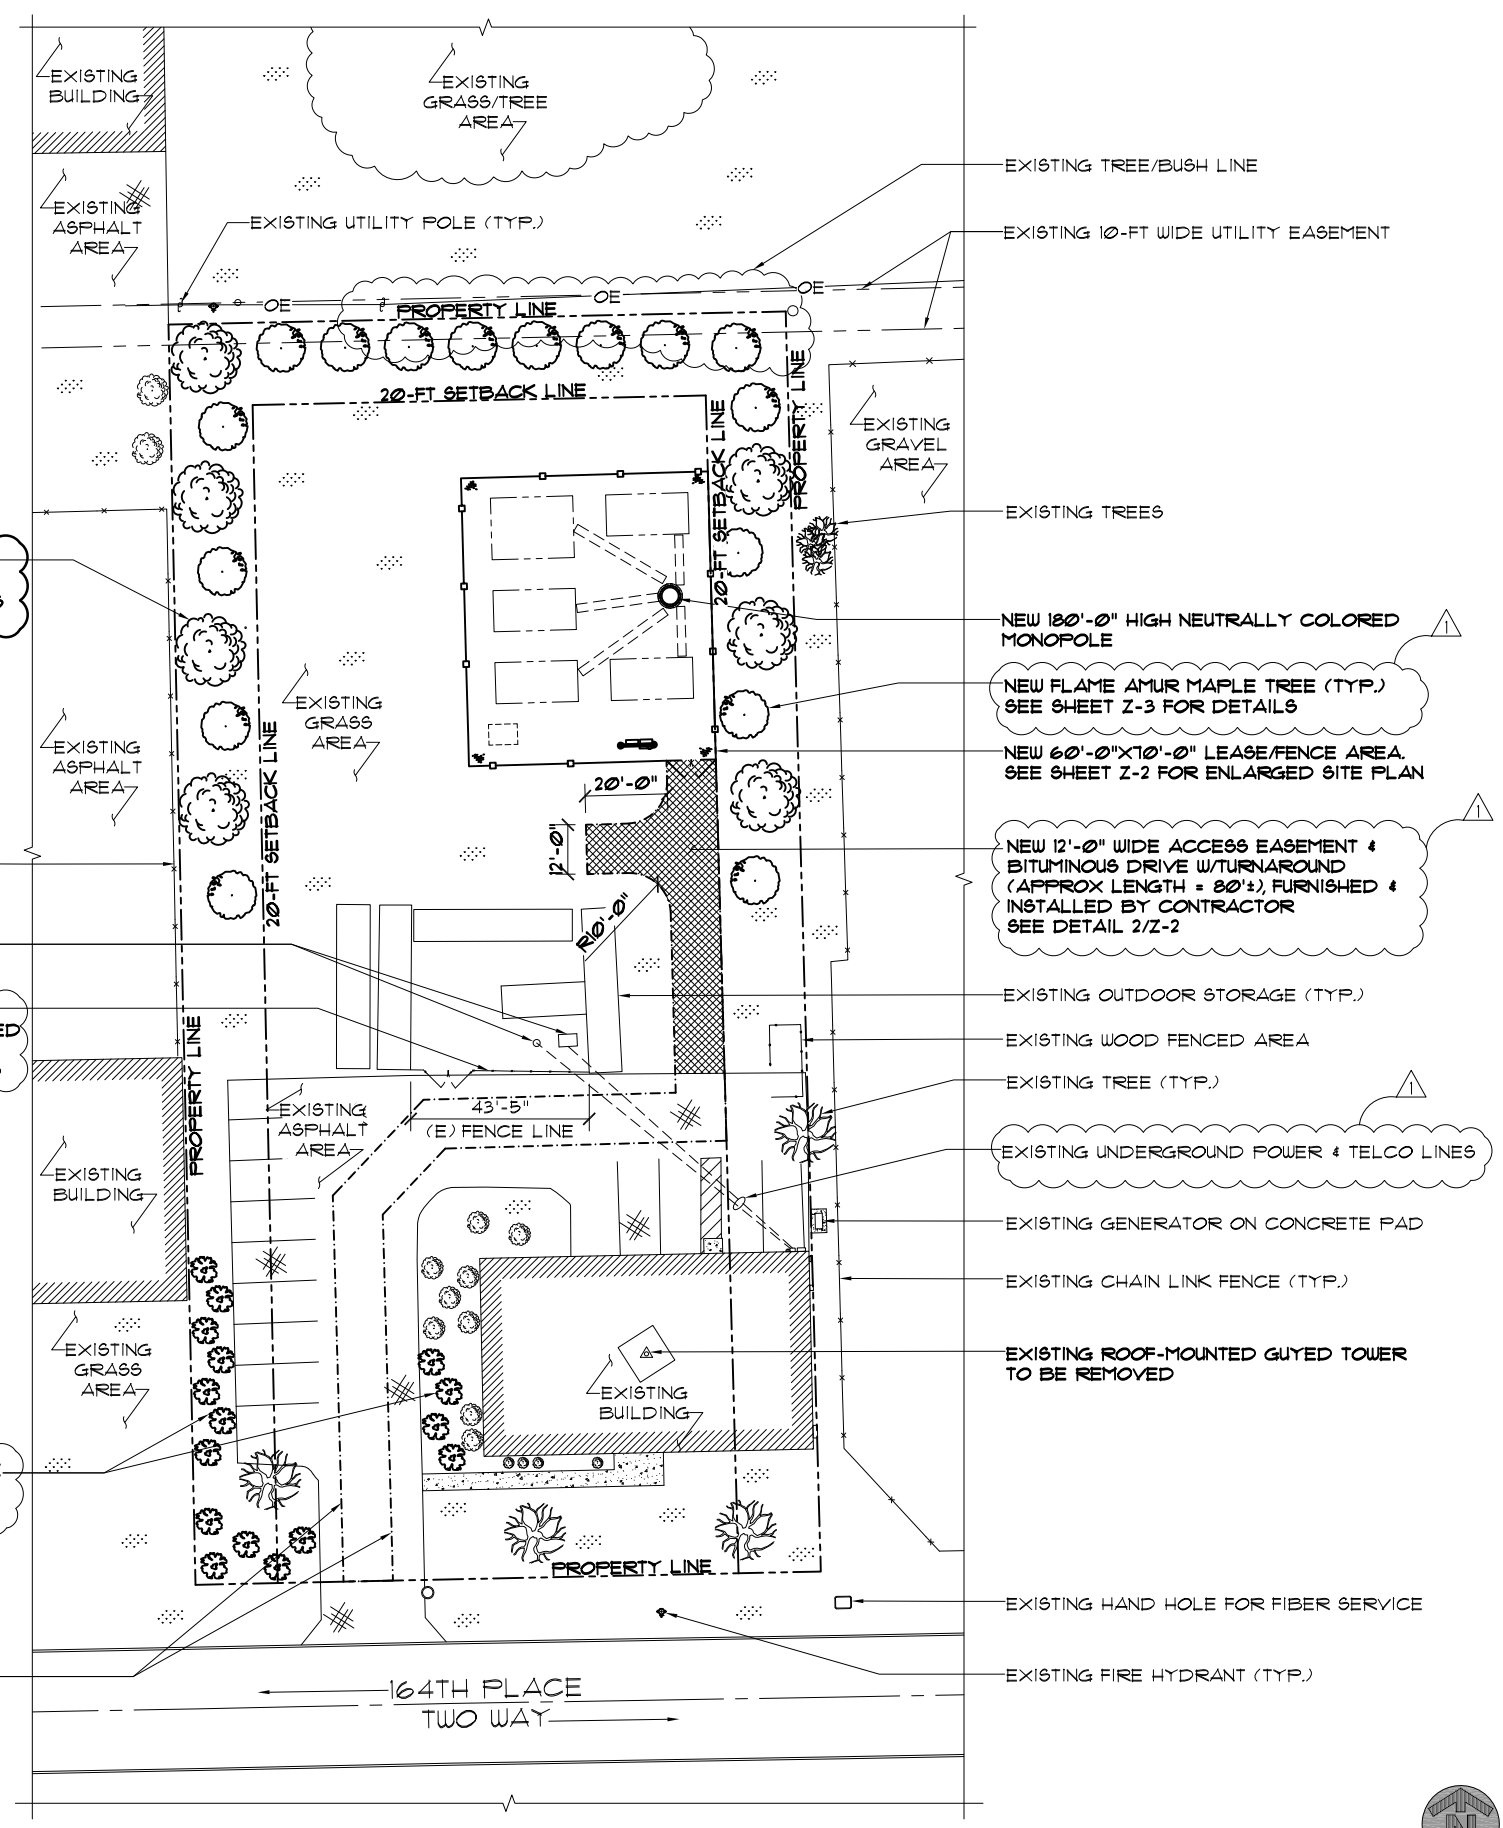 EXISTING
BUILDING
EXISTING
GRASS/TREE
AREA
EXISTING TREE/BUSH LINE
EXISTING
ASPHALT
AREA
EXISTING UTILITY POLE (TYP.)
EXISTING 10-FT WIDE UTILITY EASEMENT
OE
OE
OE
PROPERTY LINE
20-FT SETBACK LINE
PROPERTY LINE
20-FT SETBACK LINE
EXISTING
GRAVEL
AREA
EXISTING TREES
NEW 180'-0" HIGH NEUTRALLY COLORED
MONOPOLE
1
NEW FLAME AMUR MAPLE TREE (TYP.)
SEE SHEET Z-3 FOR DETAILS
EXISTING
GRASS
AREA
EXISTING
ASPHALT
AREA
20-FT SETBACK LINE
NEW 60'-0"X70'-0" LEASE/FENCE AREA.
SEE SHEET Z-2 FOR ENLARGED SITE PLAN
20'-0"
12'-0"
1
NEW 12'-0" WIDE ACCESS EASEMENT &
BITUMINOUS DRIVE W/TURNAROUND
(APPROX LENGTH = 80'±), FURNISHED &
INSTALLED BY CONTRACTOR
SEE DETAIL 2/Z-2
R10'-0"
EXISTING OUTDOOR STORAGE (TYP.)
ED
PROPERTY LINE
EXISTING WOOD FENCED AREA
EXISTING TREE (TYP.)
1
43'-5"
(E) FENCE LINE
EXISTING
ASPHALT
AREA
EXISTING UNDERGROUND POWER & TELCO LINES
EXISTING
BUILDING
EXISTING GENERATOR ON CONCRETE PAD
EXISTING CHAIN LINK FENCE (TYP.)
EXISTING
GRASS
AREA
EXISTING ROOF-MOUNTED GUYED TOWER
TO BE REMOVED
EXISTING
BUILDING
PROPERTY LINE
EXISTING HAND HOLE FOR FIBER SERVICE
EXISTING FIRE HYDRANT (TYP.)
164TH PLACE
TWO WAY
N